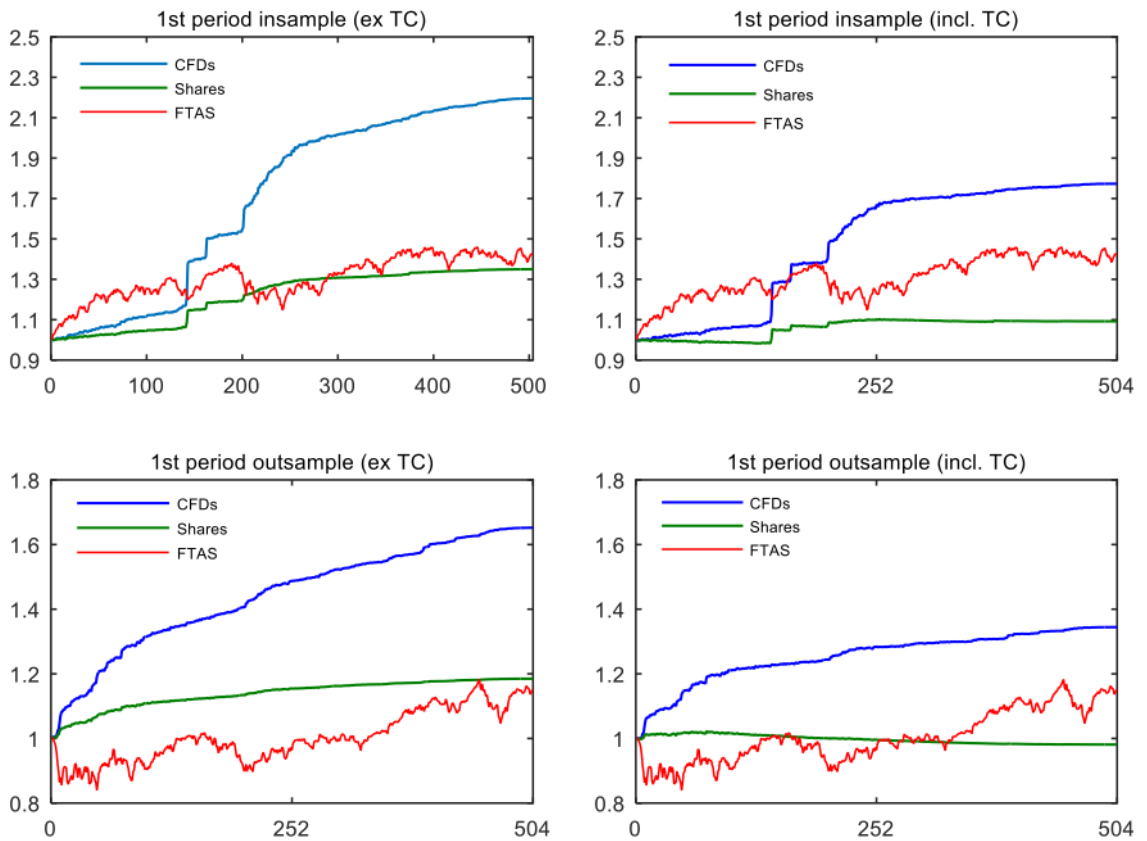 1st period insample (ex TC)
2.5
2.3
2.1
1.9
1.7
1.5
1.3
1.1
0.9
CFDs
Shares
FTAS
0 100 200 300 400 500
1st period insample (incl. TC)
2.5
2.3
2.1
1.9
1.7
1.5
1.3
1.1
0.9
CFDs
Shares
FTAS
0 252 504
1st period outsample (ex TC)
1.8
1.6
1.4
1.2
1
0.8
CFDs
Shares
FTAS
0 252 504
1st period outsample (incl. TC)
1.8
1.6
1.4
1.2
1
0.8
CFDs
Shares
FTAS
0 252 504